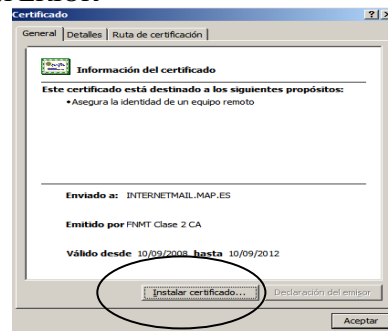 Certificado
General Detalles Ruta de certificación
Información del certificado
Este certificado está destinado a los siguientes propósitos:
•Asegura la identidad de un equipo remoto
Enviado a: INTERNETMAIL.MAP.ES
Emitido por FNMT Clase 2 CA
Válido desde 10/09/2008 hasta 10/09/2012
Instalar certificado... Declaración del emisor
Aceptar